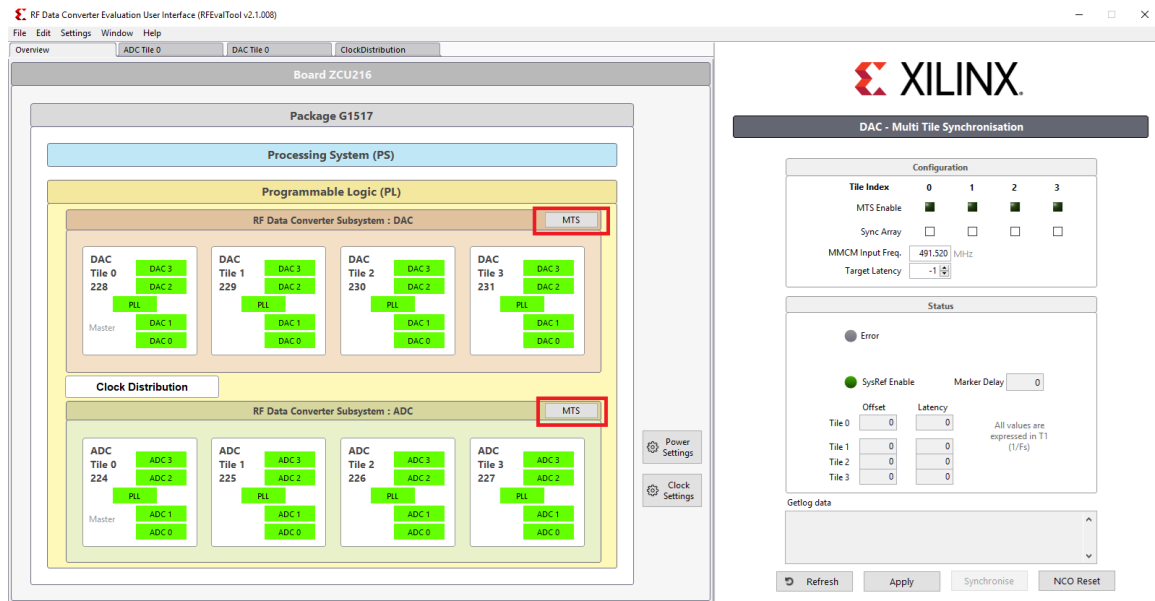 RF Data Converter Evaluation User Interface (RFEvalTool v2.1.008)
File Edit Settings Window Help
Overview ADC Tile 0 DAC Tile 0 ClockDistribution
Board ZCU216
Package G1517
Processing System (PS)
Programmable Logic (PL)
RF Data Converter Subsystem : DAC MTS
DAC Tile 0 228 Master DAC 3 DAC 2 PLL DAC 1 DAC 0
DAC Tile 1 229 DAC 3 DAC 2 PLL DAC 1 DAC 0
DAC Tile 2 230 DAC 3 DAC 2 PLL DAC 1 DAC 0
DAC Tile 3 231 DAC 3 DAC 2 PLL DAC 1 DAC 0
Clock Distribution
RF Data Converter Subsystem : ADC MTS
ADC Tile 0 224 Master ADC 3 ADC 2 PLL ADC 1 ADC 0
ADC Tile 1 225 ADC 3 ADC 2 PLL ADC 1 ADC 0
ADC Tile 2 226 ADC 3 ADC 2 PLL ADC 1 ADC 0
ADC Tile 3 227 ADC 3 ADC 2 PLL ADC 1 ADC 0
Power Settings
Clock Settings
XILINX.
DAC - Multi Tile Synchronisation
Configuration
Tile Index 0 1 2 3
MTS Enable
Sync Array
MMCM Input Freq. 491.520 MHz
Target Latency -1
Status
Error
SysRef Enable Marker Delay 0
Offset Latency
Tile 0 0 0
Tile 1 0 0
Tile 2 0 0
Tile 3 0 0
All values are
expressed in T1
(1/Fs)
Getlog data
Refresh Apply Synchronise NCO Reset